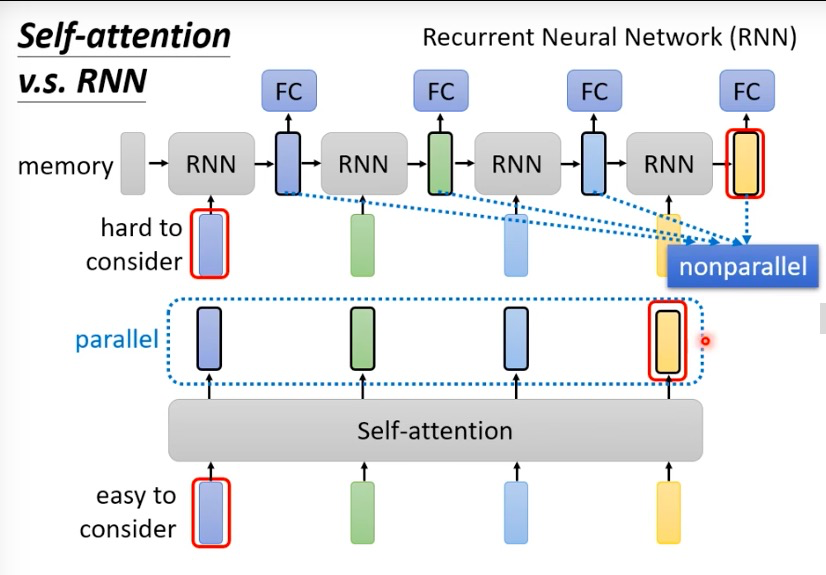 Self-attention
v.s. RNN
Recurrent Neural Network (RNN)
FC
FC
FC
FC
memory
RNN
RNN
RNN
RNN
hard to
consider
nonparallel
parallel
Self-attention
easy to
consider